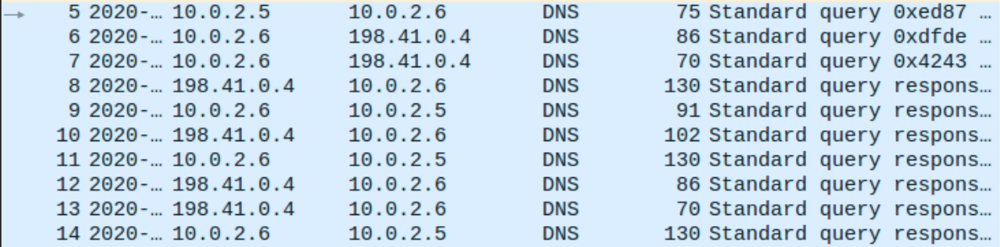 5 2020-… 10.0.2.5 10.0.2.6 DNS 75 Standard query 0xed87 …
6 2020-… 10.0.2.6 198.41.0.4 DNS 86 Standard query 0xdfde …
7 2020-… 10.0.2.6 198.41.0.4 DNS 70 Standard query 0x4243 …
8 2020-… 198.41.0.4 10.0.2.6 DNS 130 Standard query respons…
9 2020-… 10.0.2.6 10.0.2.5 DNS 91 Standard query respons…
10 2020-… 198.41.0.4 10.0.2.6 DNS 102 Standard query respons…
11 2020-… 10.0.2.6 10.0.2.5 DNS 130 Standard query respons…
12 2020-… 198.41.0.4 10.0.2.6 DNS 86 Standard query respons…
13 2020-… 198.41.0.4 10.0.2.6 DNS 70 Standard query respons…
14 2020-… 10.0.2.6 10.0.2.5 DNS 130 Standard query respons…